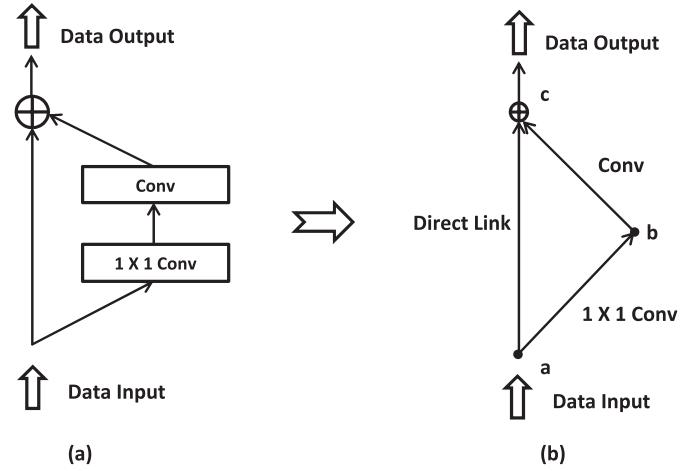 Data Output
Conv
1 X 1 Conv
Data Input
(a)
Data Output
c
Conv
Direct Link
b
1 X 1 Conv
a
Data Input
(b)